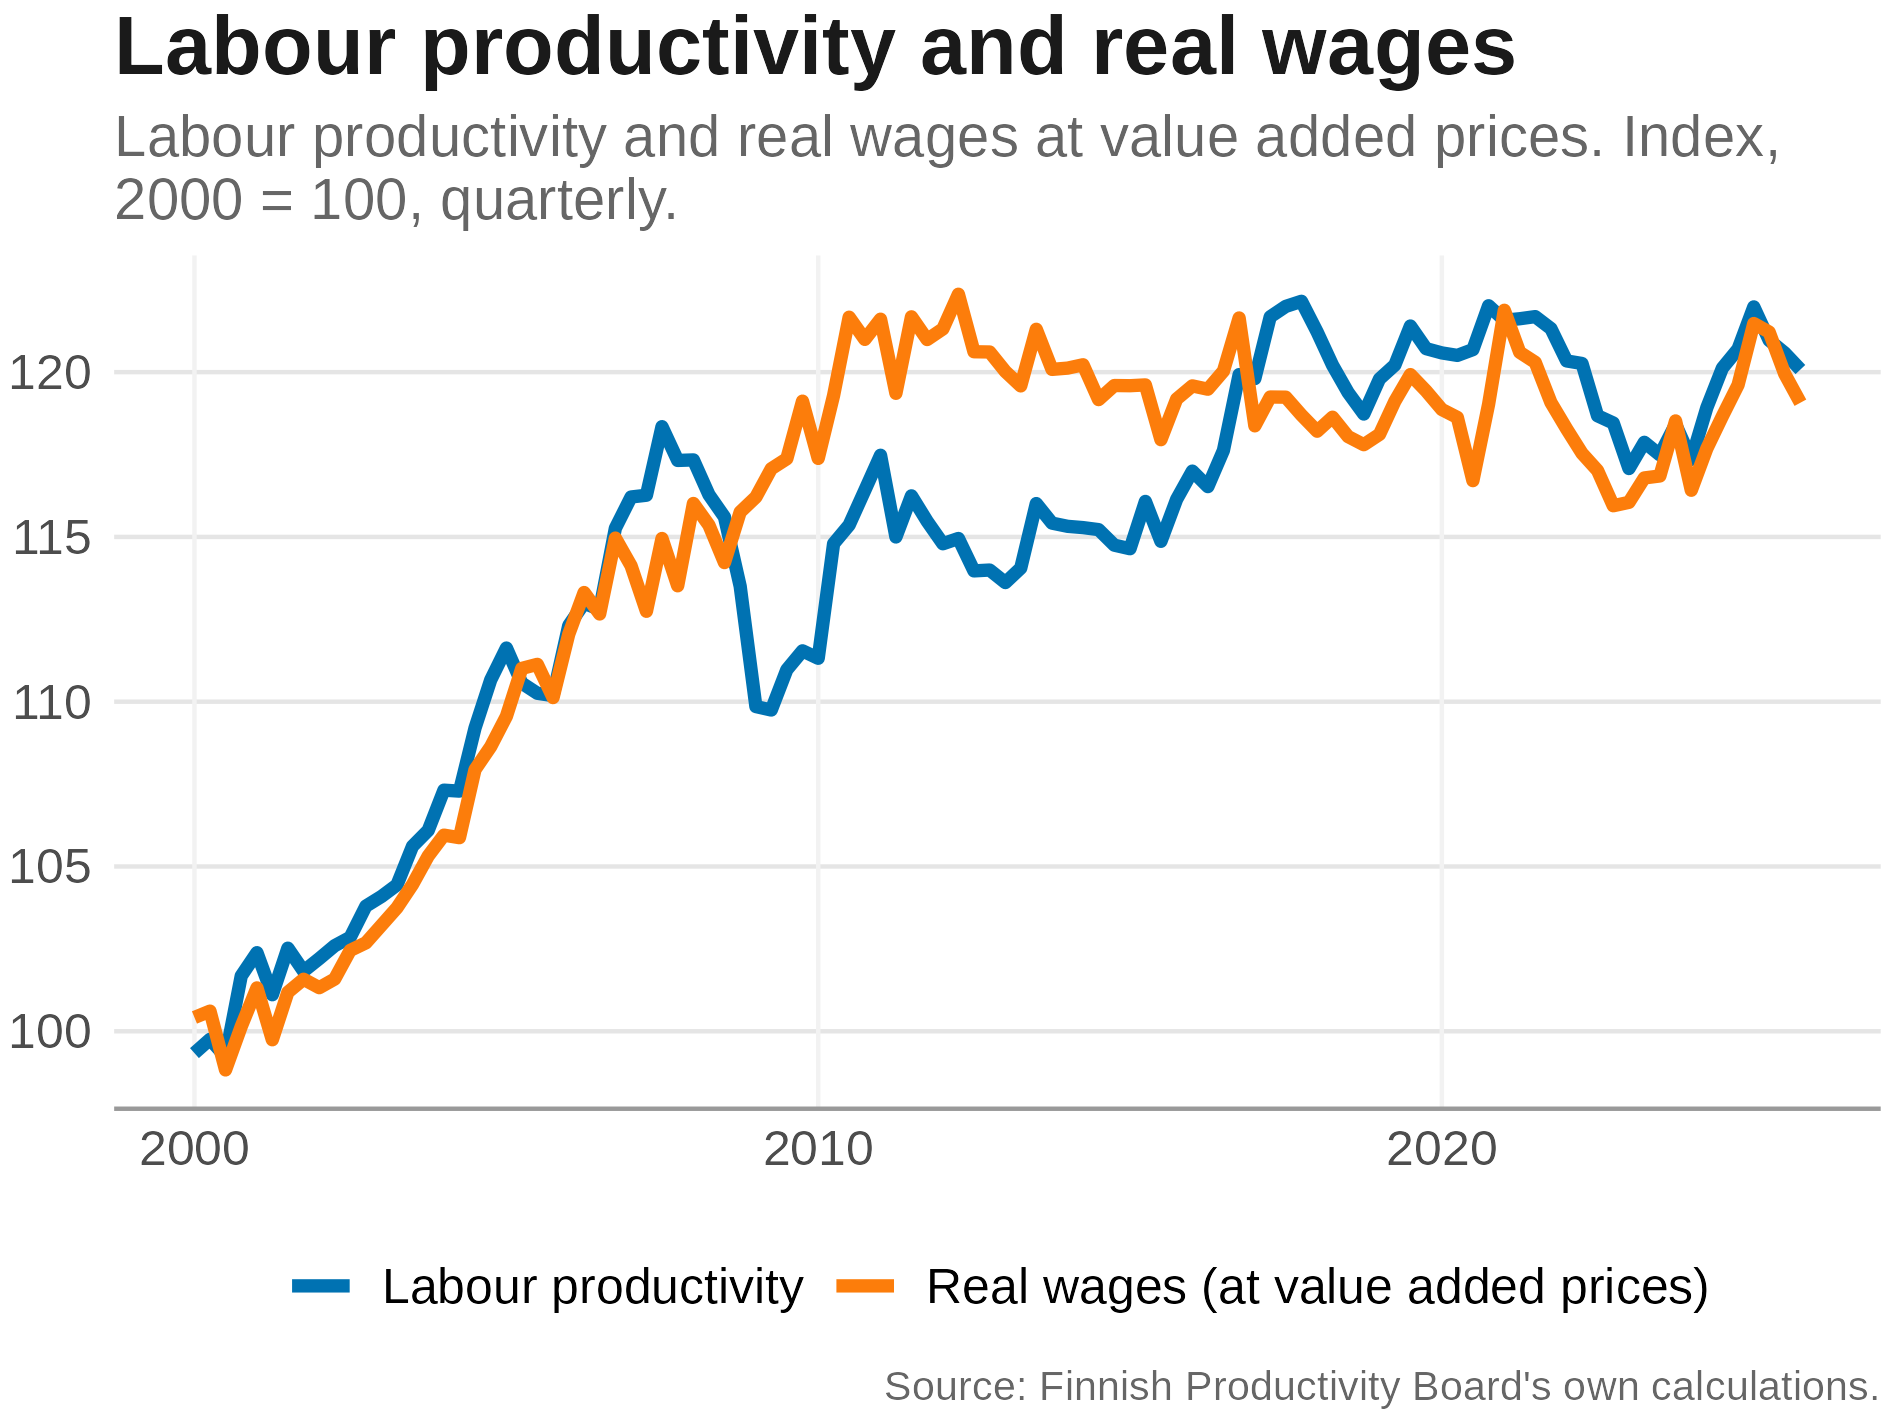 Labour productivity and real wages
Labour productivity and real wages at value added prices. Index,
2000 = 100, quarterly.
120
115
110
105
100
2000 2010 2020
Labour productivity Real wages (at value added prices)
Source: Finnish Productivity Board's own calculations.